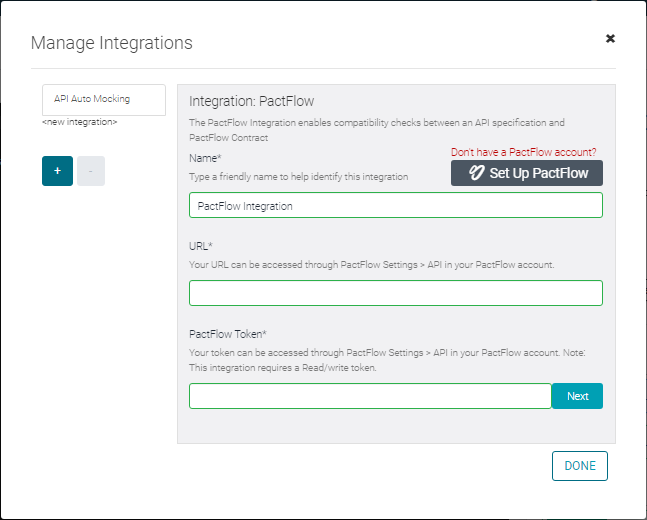 Manage Integrations
API Auto Mocking
<new integration>
+
-
Integration: PactFlow
The PactFlow Integration enables compatibility checks between an API specification and
PactFlow Contract
Don't have a PactFlow account?
Name*
Set Up PactFlow
Type a friendly name to help identify this integration
PactFlow Integration
URL*
Your URL can be accessed through PactFlow Settings > API in your PactFlow account.
PactFlow Token*
Your token can be accessed through PactFlow Settings > API in your PactFlow account. Note:
This integration requires a Read/write token.
Next
DONE